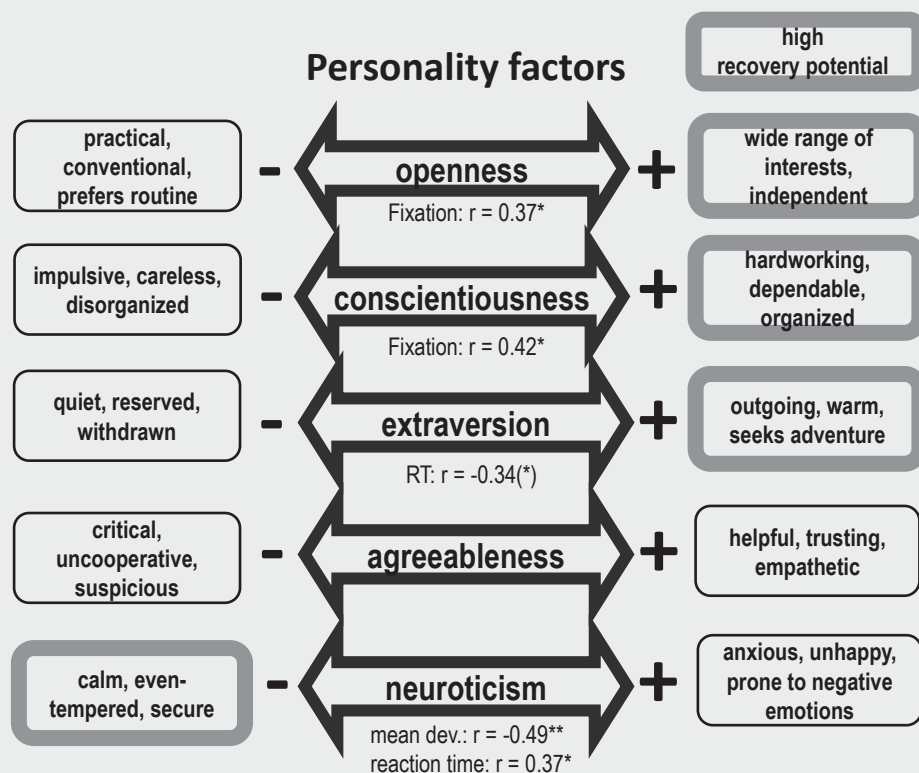 Personality factors
high
recovery potential
practical,
conventional,
prefers routine
-
openness
+
wide range of
interests,
independent
Fixation: r = 0.37*
impulsive, careless,
disorganized
-
conscientiousness
+
hardworking,
dependable,
organized
Fixation: r = 0.42*
quiet, reserved,
withdrawn
-
extraversion
+
outgoing, warm,
seeks adventure
RT: r = -0.34(*)
critical,
uncooperative,
suspicious
-
agreeableness
+
helpful, trusting,
empathetic
calm, even-
tempered, secure
-
neuroticism
+
anxious, unhappy,
prone to negative
emotions
mean dev.: r = -0.49**
reaction time: r = 0.37*